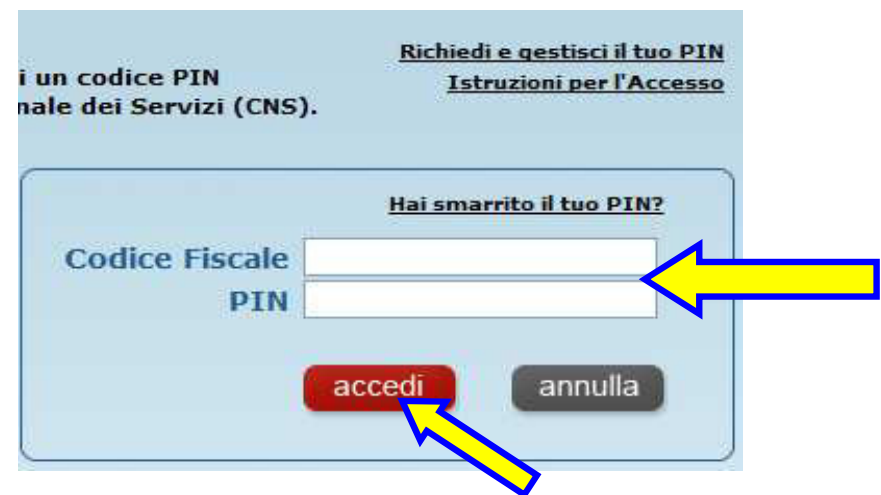 Richiedi e gestisci il tuo PIN
i un codice PIN
Istruzioni per l'Accesso
nale dei Servizi (CNS).
Hai smarrito il tuo PIN?
Codice Fiscale
PIN
accedi
annulla